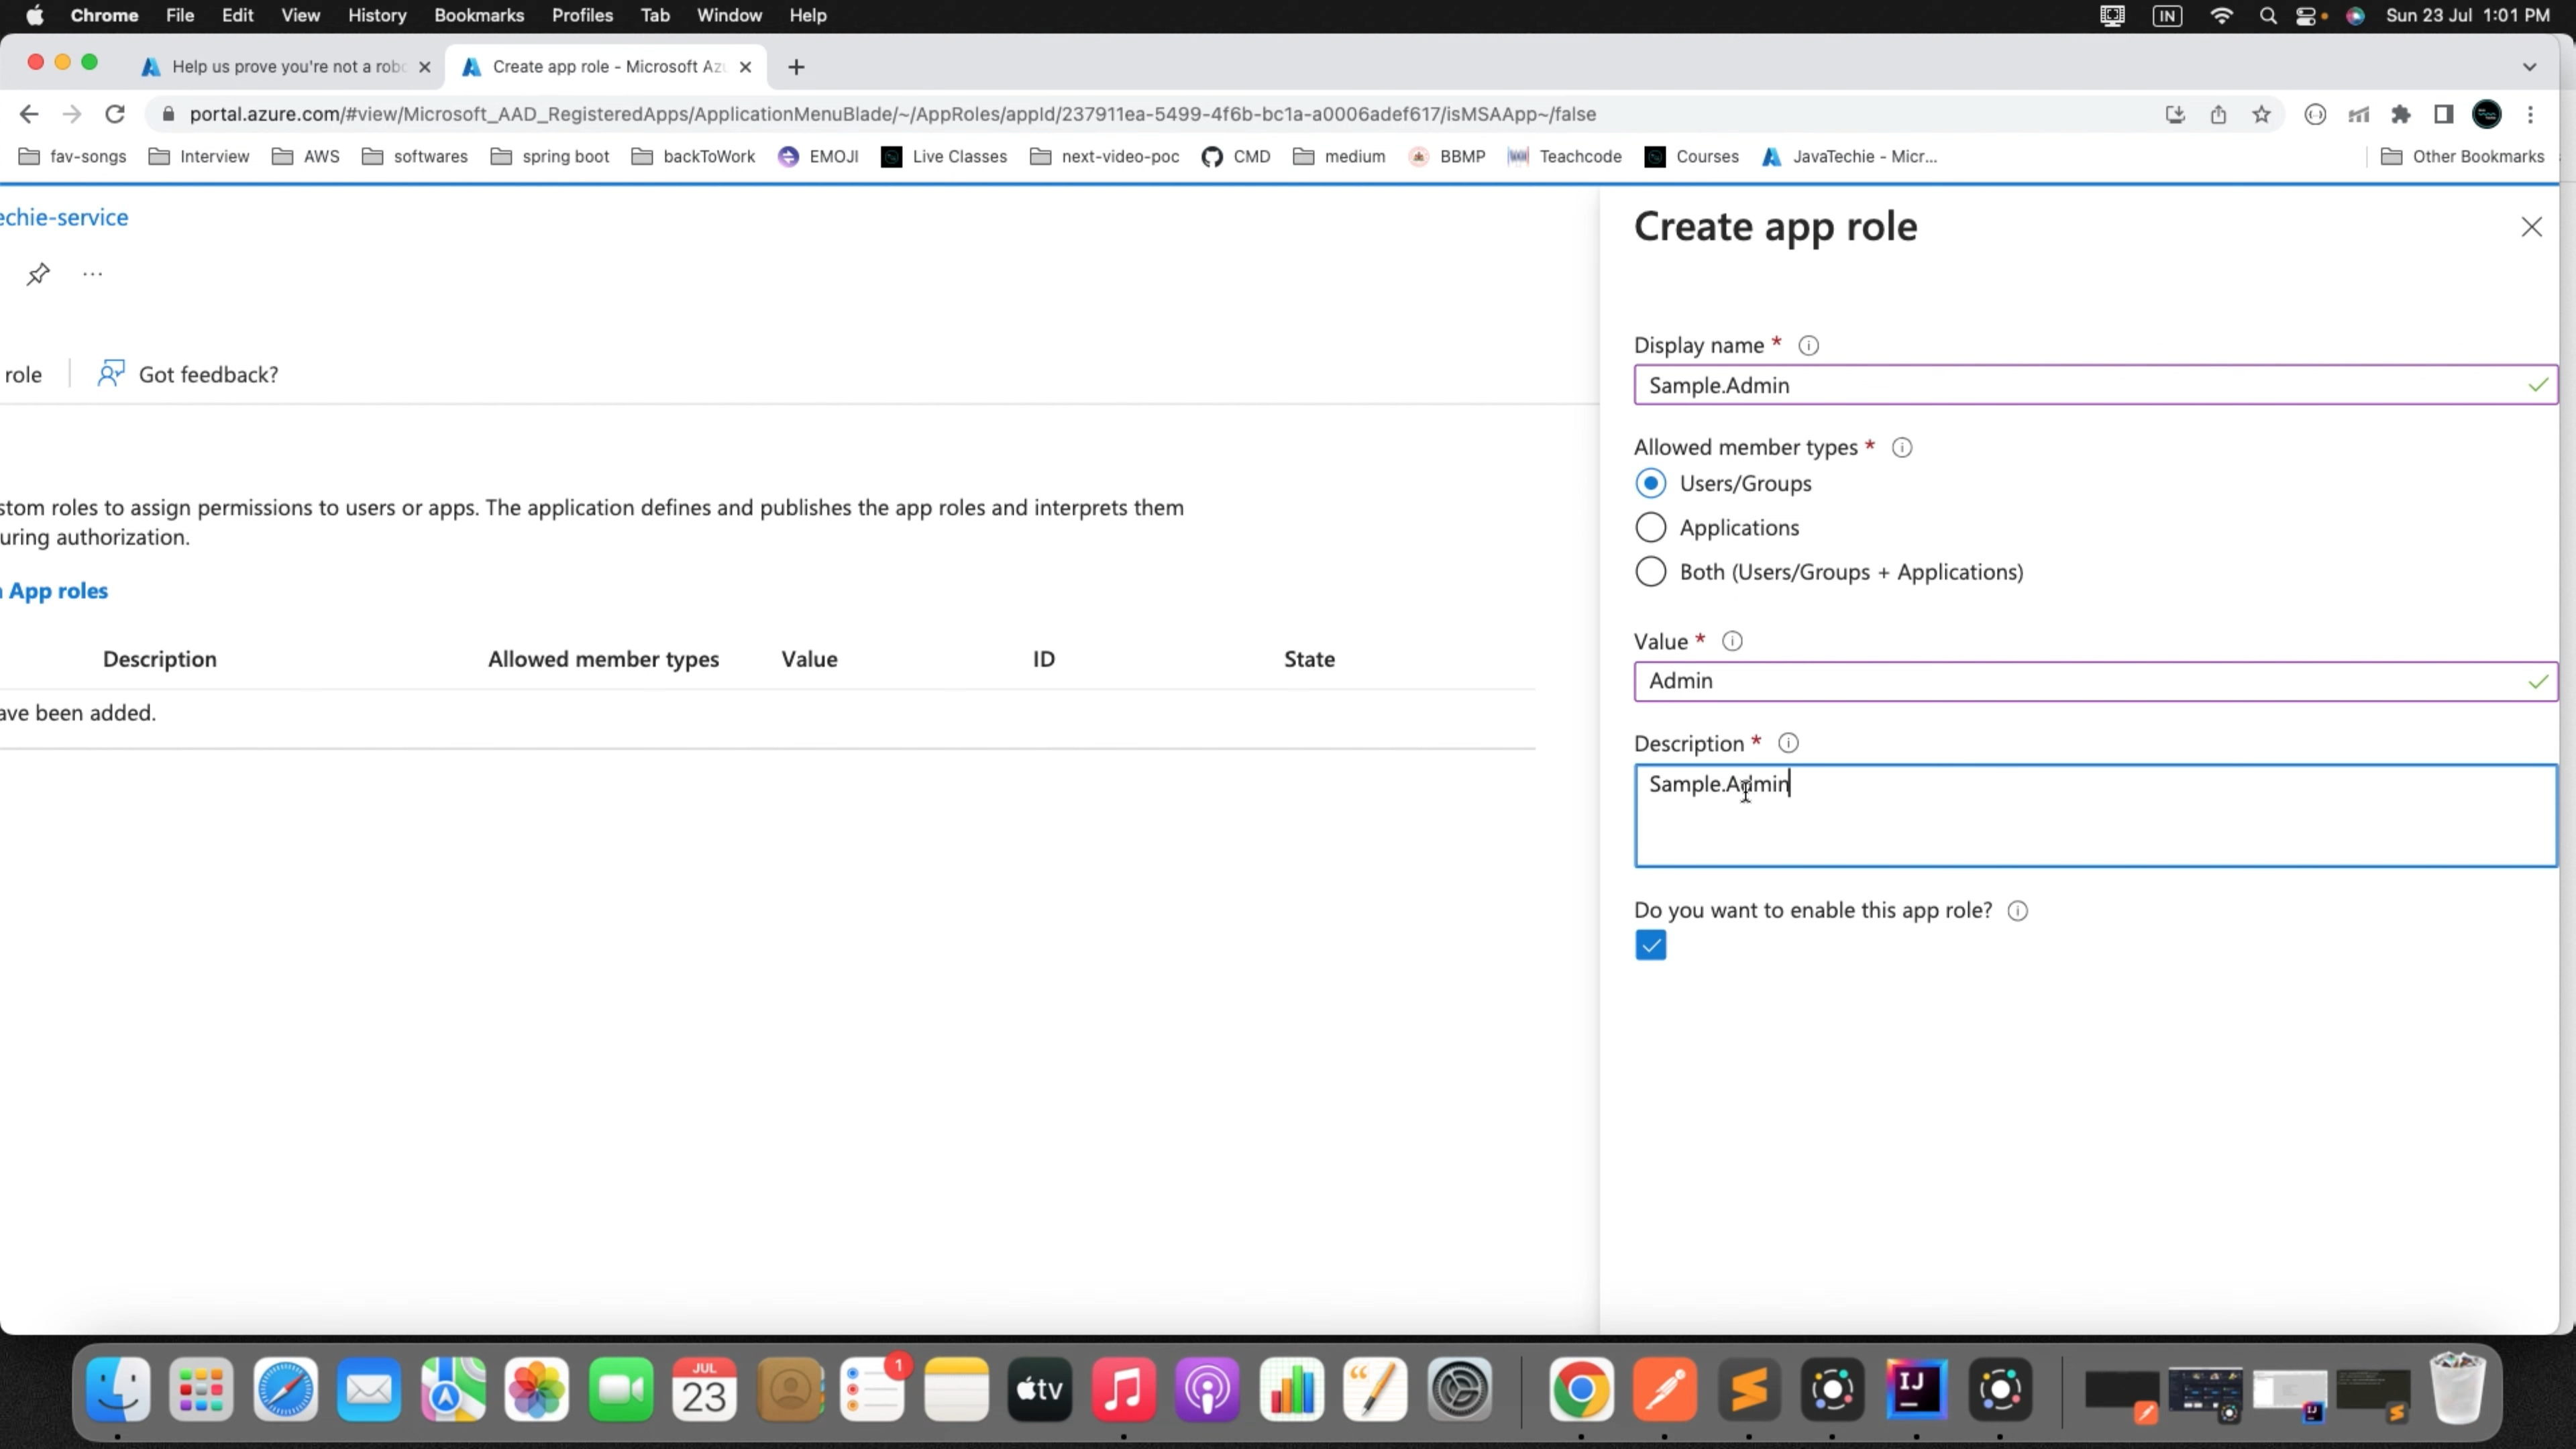 Chrome File Edit View History Bookmarks Profiles Tab Window Help IN Sun 23 Jul 1:01 PM
Help us prove you're not a robo Create app role - Microsoft Azu
portal.azure.com/#view/Microsoft_AAD_RegisteredApps/ApplicationMenuBlade/~/AppRoles/appId/237911ea-5499-4f6b-bc1a-a0006adef617/isMSAApp~/false
fav-songs Interview AWS softwares spring boot backToWork EMOJI Live Classes next-video-poc CMD medium BBMP Teachcode Courses JavaTechie - Micr... Other Bookmarks
echie-service
...
role Got feedback?
stom roles to assign permissions to users or apps. The application defines and publishes the app roles and interprets them
uring authorization.
App roles
Description Allowed member types Value ID State
ave been added.
Create app role
Display name *
Sample.Admin
Allowed member types *
Users/Groups
Applications
Both (Users/Groups + Applications)
Value *
Admin
Description *
Sample.Admin
Do you want to enable this app role?
JUL
23
1
tv
IJ